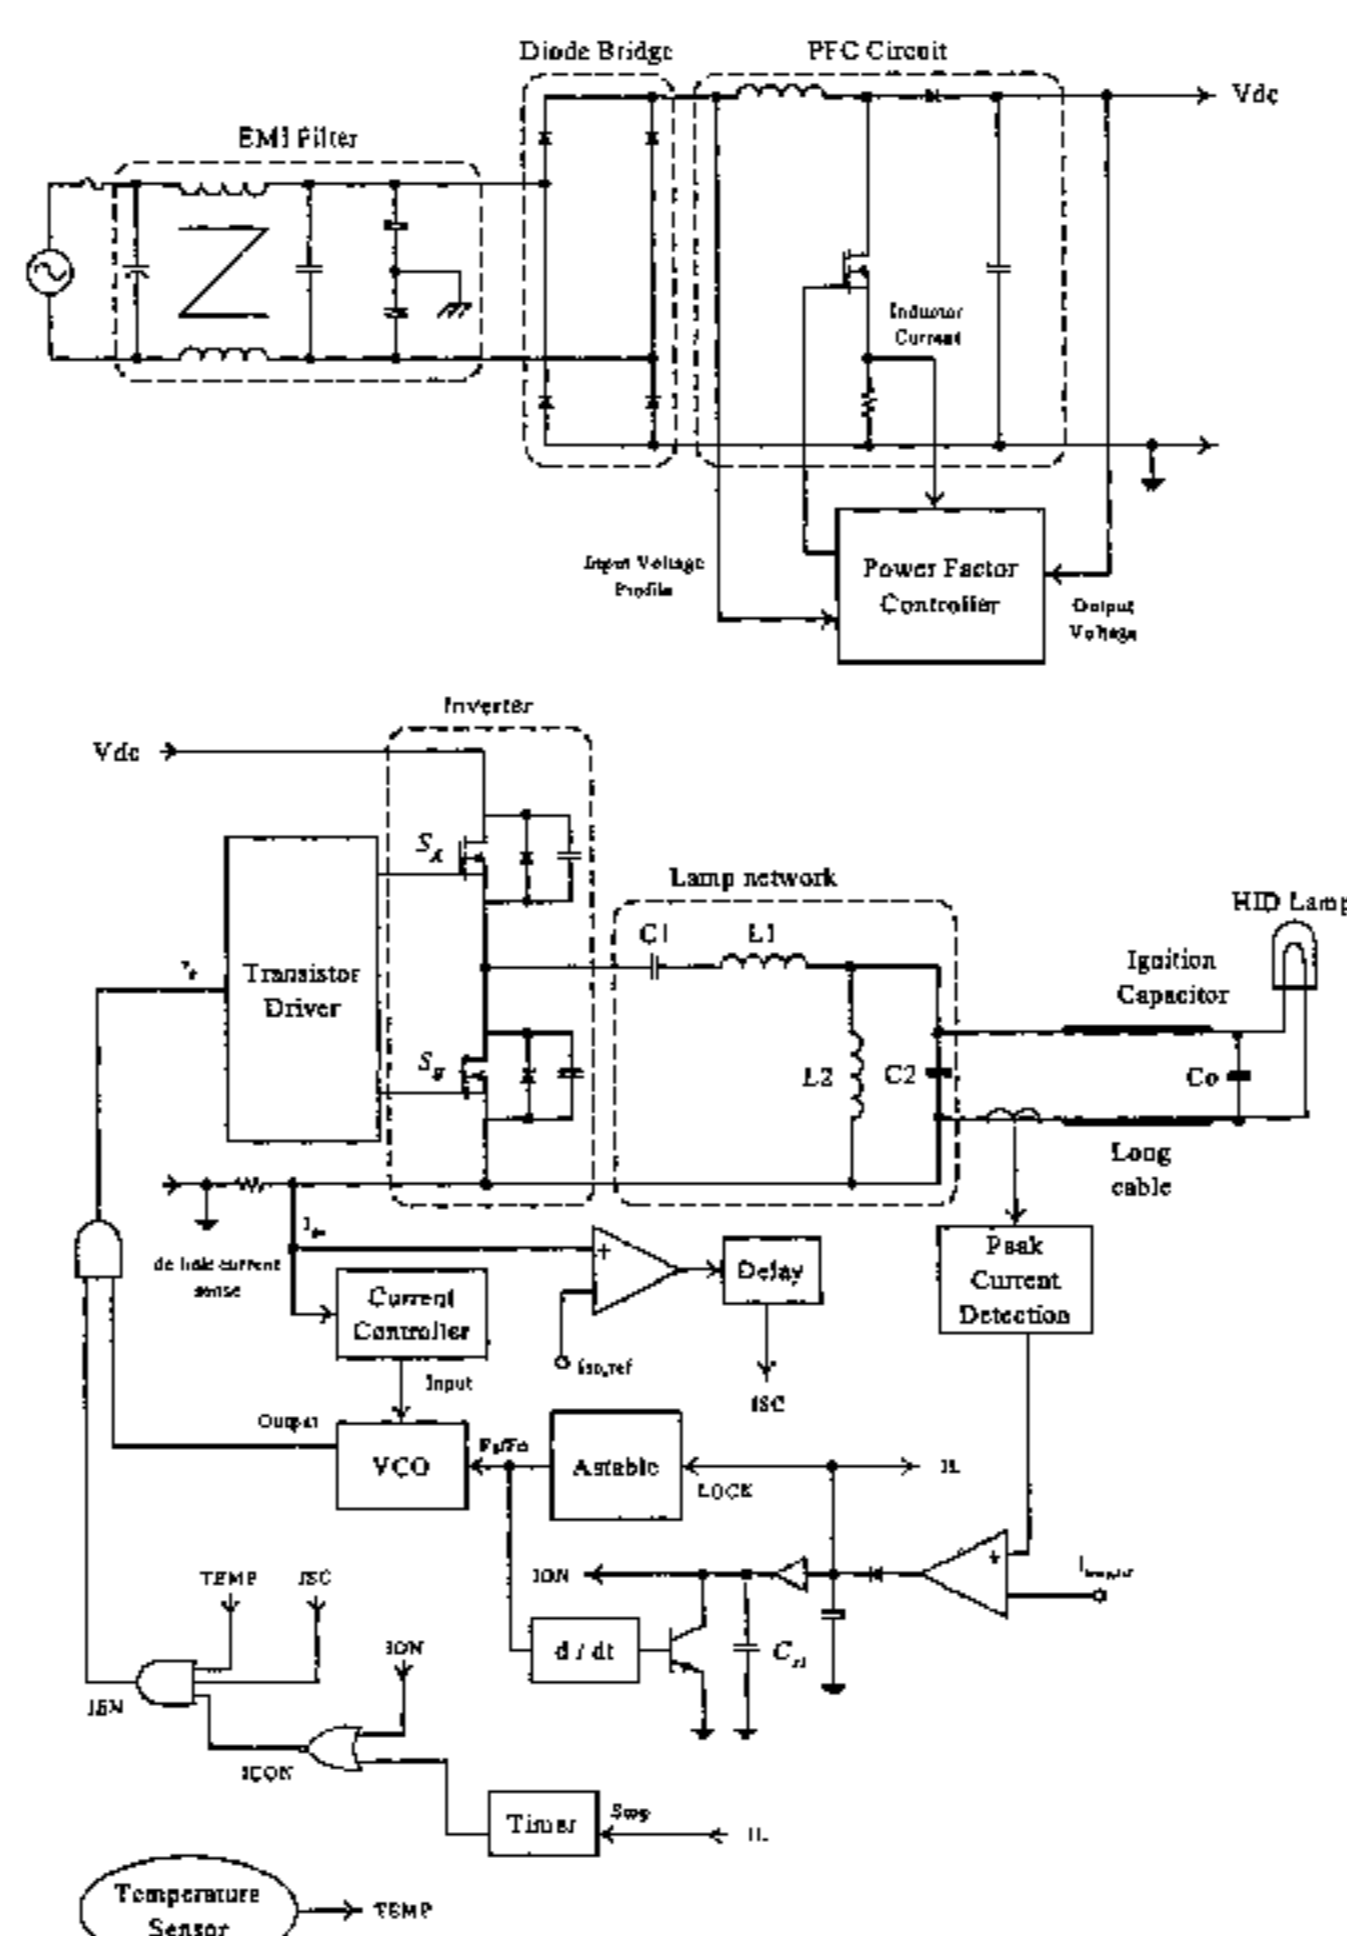 Diode Bridge
PFC Circuit
Vdc
EMI Filter
Inductor
Current
Input Voltage
Profile
Power Factor
Controller
Output
Voltage
Inverter
Vdc
S_A
Lamp network
HID Lamp
C1
L1
Ignition
Capacitor
Transistor
Driver
S_B
L2
C2
Co
Long
cable
dc link current
sense
+
Delay
Peak
Current
Detection
Current
Controller
Input
ISC
Output
VCO
Astable
LOCK
IL
+
TEMP
ISC
ION
ION
d / dt
IEN
ICON
Timer
IL
Temperature
Sensor
TEMP